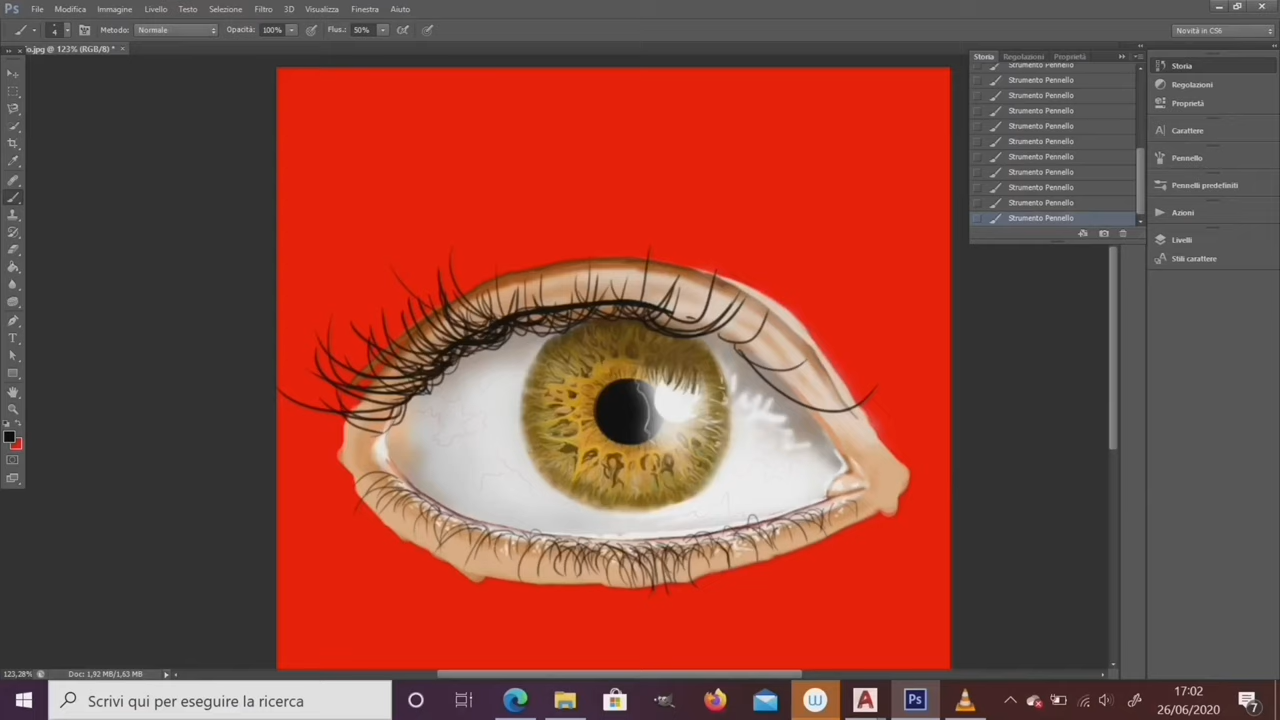 Ps File Modifica Immagine Livello Testo Selezione Filtro 3D Visualizza Finestra Aiuto
4 Metodo: Normale Opacità: 100% Flus.: 50% Novità in CS6
o.jpg @ 123% (RGB/8) * ×
Storia Regolazioni Proprietà
Strumento Pennello
Strumento Pennello
Strumento Pennello
Strumento Pennello
Strumento Pennello
Strumento Pennello
Strumento Pennello
Strumento Pennello
Strumento Pennello
Strumento Pennello
Strumento Pennello
Storia
Regolazioni
Proprietà
Carattere
Pennello
Pennelli predefiniti
Azioni
Livelli
Stili carattere
123,28% Doc: 1,92 MB/1,63 MB
Scrivi qui per eseguire la ricerca
W A Ps
17:02
26/06/2020
7